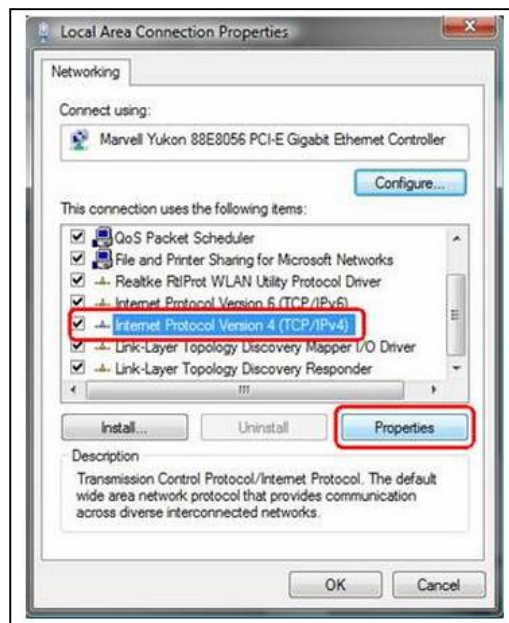 Local Area Connection Properties
Networking
Connect using:
Marvell Yukon 88E8056 PCI-E Gigabit Ethernet Controller
Configure...
This connection uses the following items:
QoS Packet Scheduler
File and Printer Sharing for Microsoft Networks
Realtke RtlProt WLAN Utility Protocol Driver
Internet Protocol Version 6 (TCP/IPv6)
Internet Protocol Version 4 (TCP/IPv4)
Link-Layer Topology Discovery Mapper I/O Driver
Link-Layer Topology Discovery Responder
Install... Uninstall Properties
Description
Transmission Control Protocol/Internet Protocol. The default
wide area network protocol that provides communication
across diverse interconnected networks.
OK Cancel